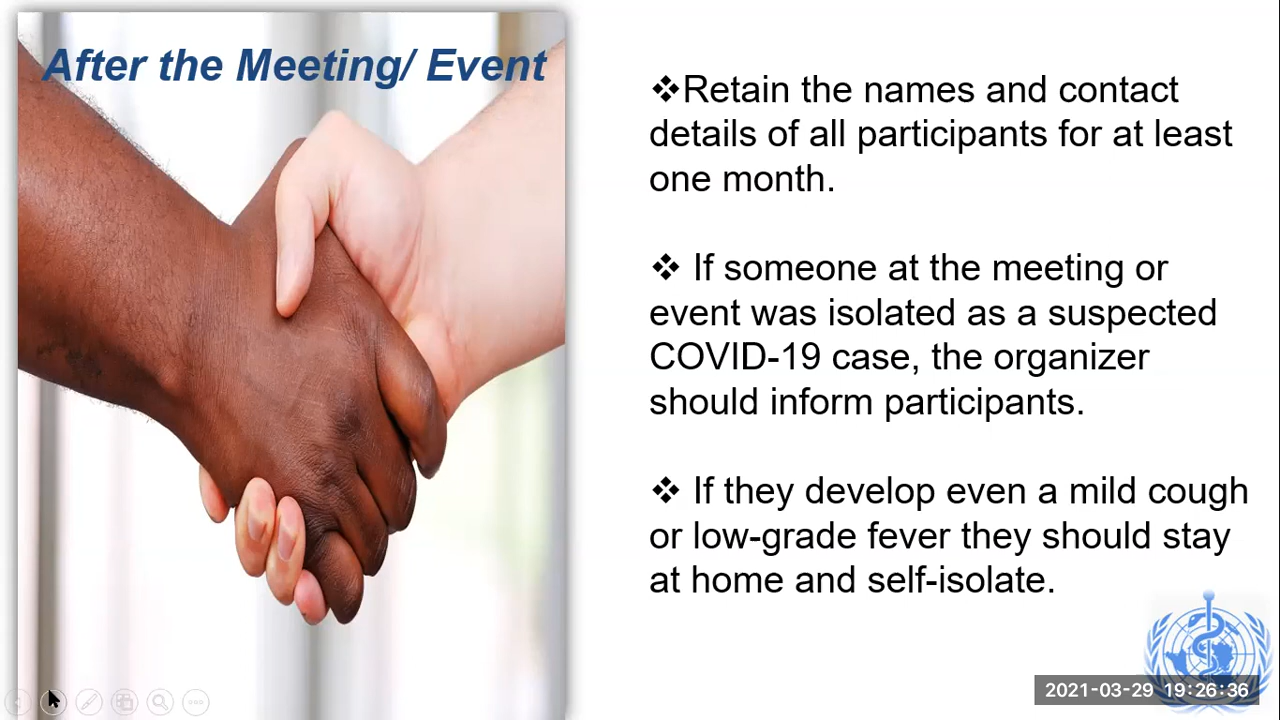 After the Meeting/ Event
❖Retain the names and contact
details of all participants for at least
one month.
❖ If someone at the meeting or
event was isolated as a suspected
COVID-19 case, the organizer
should inform participants.
❖ If they develop even a mild cough
or low-grade fever they should stay
at home and self-isolate.
2021-03-29 19:26:36